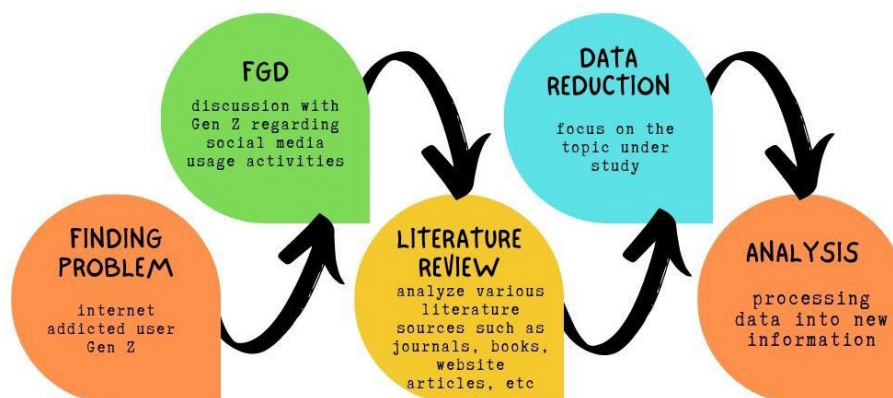 FINDING
PROBLEM
internet
addicted user
Gen Z
FGD
discussion with
Gen Z regarding
social media
usage activities
LITERATURE
REVIEW
analyze various
literature
sources such as
journals, books,
website
articles, etc
DATA
REDUCTION
focus on the
topic under
study
ANALYSIS
processing
data into new
information